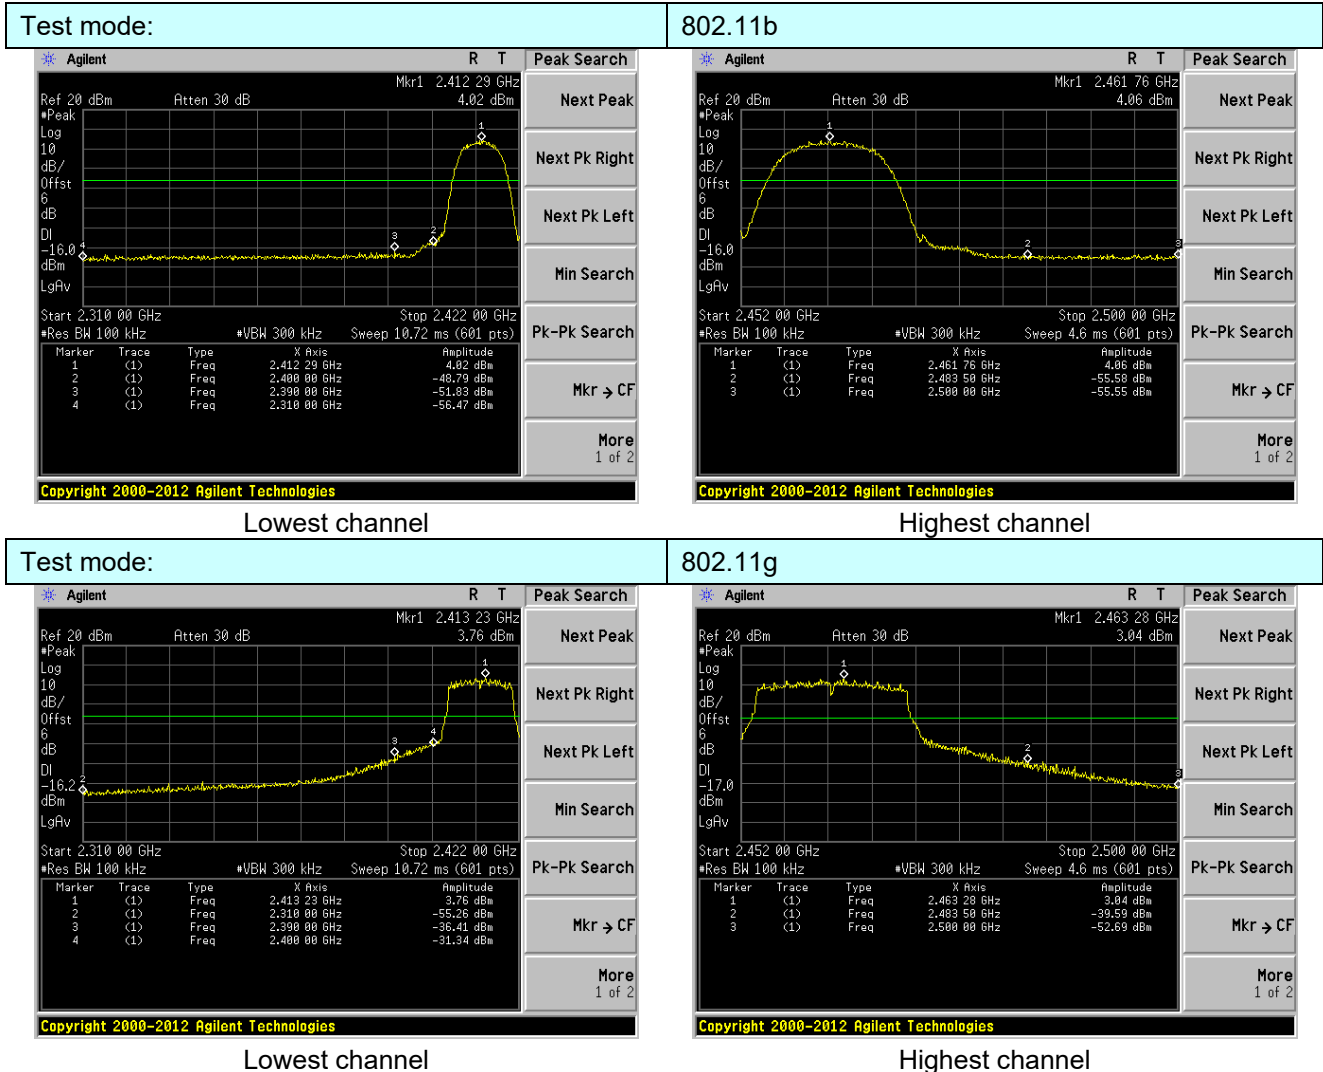 Test mode: 802.11b
Agilent R T Peak Search
Mkr1 2.412 29 GHz
Ref 20 dBm Atten 30 dB 4.02 dBm
#Peak
Log
10
dB/
Offst
6
dB
DI
-16.0
dBm
LgAv
1
2
3
4
Start 2.310 00 GHz Stop 2.422 00 GHz
#Res BW 100 kHz #VBW 300 kHz Sweep 10.72 ms (601 pts)
Marker Trace Type X Axis Amplitude
1 (1) Freq 2.412 29 GHz 4.02 dBm
2 (1) Freq 2.400 00 GHz -48.79 dBm
3 (1) Freq 2.390 00 GHz -51.83 dBm
4 (1) Freq 2.310 00 GHz -56.47 dBm
Next Peak
Next Pk Right
Next Pk Left
Min Search
Pk-Pk Search
Mkr → CF
More
1 of 2
Copyright 2000-2012 Agilent Technologies
Lowest channel
Agilent R T Peak Search
Mkr1 2.461 76 GHz
Ref 20 dBm Atten 30 dB 4.06 dBm
#Peak
Log
10
dB/
Offst
6
dB
DI
-16.0
dBm
LgAv
1
2
3
Start 2.452 00 GHz Stop 2.500 00 GHz
#Res BW 100 kHz #VBW 300 kHz Sweep 4.6 ms (601 pts)
Marker Trace Type X Axis Amplitude
1 (1) Freq 2.461 76 GHz 4.06 dBm
2 (1) Freq 2.483 50 GHz -55.58 dBm
3 (1) Freq 2.500 00 GHz -55.55 dBm
Next Peak
Next Pk Right
Next Pk Left
Min Search
Pk-Pk Search
Mkr → CF
More
1 of 2
Copyright 2000-2012 Agilent Technologies
Highest channel
Test mode: 802.11g
Agilent R T Peak Search
Mkr1 2.413 23 GHz
Ref 20 dBm Atten 30 dB 3.76 dBm
#Peak
Log
10
dB/
Offst
6
dB
DI
-16.2
dBm
LgAv
1
2
3
4
Start 2.310 00 GHz Stop 2.422 00 GHz
#Res BW 100 kHz #VBW 300 kHz Sweep 10.72 ms (601 pts)
Marker Trace Type X Axis Amplitude
1 (1) Freq 2.413 23 GHz 3.76 dBm
2 (1) Freq 2.310 00 GHz -55.26 dBm
3 (1) Freq 2.390 00 GHz -36.41 dBm
4 (1) Freq 2.400 00 GHz -31.34 dBm
Next Peak
Next Pk Right
Next Pk Left
Min Search
Pk-Pk Search
Mkr → CF
More
1 of 2
Copyright 2000-2012 Agilent Technologies
Lowest channel
Agilent R T Peak Search
Mkr1 2.463 28 GHz
Ref 20 dBm Atten 30 dB 3.04 dBm
#Peak
Log
10
dB/
Offst
6
dB
DI
-17.0
dBm
LgAv
1
2
3
Start 2.452 00 GHz Stop 2.500 00 GHz
#Res BW 100 kHz #VBW 300 kHz Sweep 4.6 ms (601 pts)
Marker Trace Type X Axis Amplitude
1 (1) Freq 2.463 28 GHz 3.04 dBm
2 (1) Freq 2.483 50 GHz -39.59 dBm
3 (1) Freq 2.500 00 GHz -52.69 dBm
Next Peak
Next Pk Right
Next Pk Left
Min Search
Pk-Pk Search
Mkr → CF
More
1 of 2
Copyright 2000-2012 Agilent Technologies
Highest channel